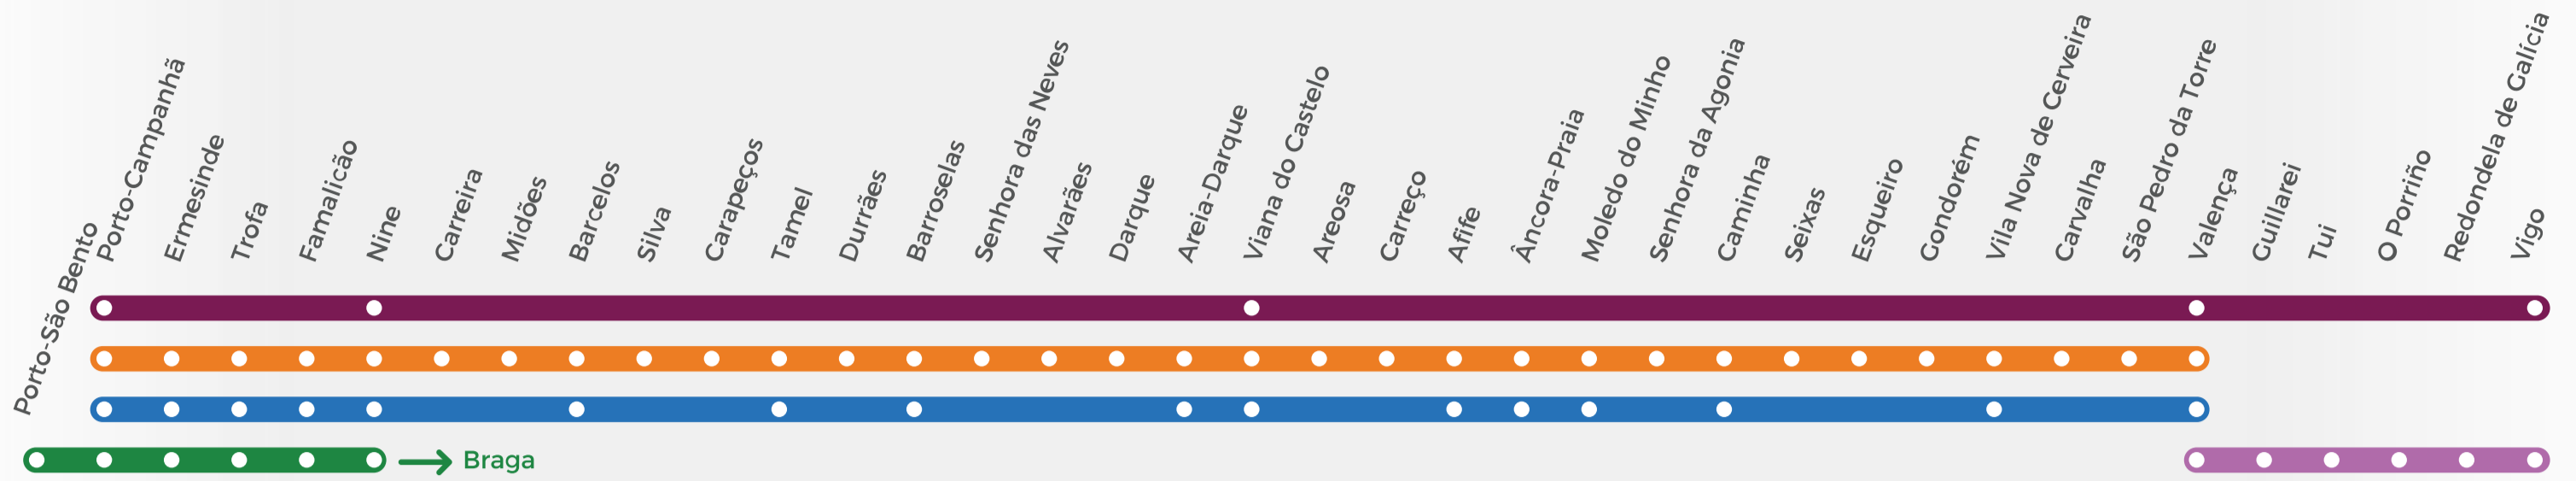 Porto-São Bento
Porto-Campanhã
Ermesinde
Trofa
Famalicão
Nine
Carreira
Midões
Barcelos
Silva
Carapeços
Tamel
Durrães
Barroselas
Senhora das Neves
Alvarães
Darque
Areia-Darque
Viana do Castelo
Areosa
Carreço
Afife
Âncora-Praia
Moledo do Minho
Senhora da Agonia
Caminha
Seixas
Esqueiro
Gondorém
Vila Nova de Cerveira
Carvalha
São Pedro da Torre
Valença
Guillarei
Tui
O Porriño
Redondela de Galícia
Vigo
Braga